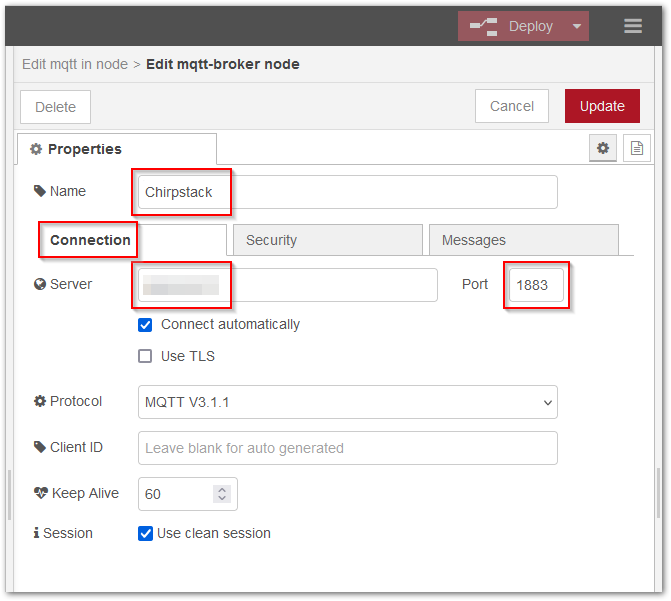 Deploy
Edit mqtt in node > Edit mqtt-broker node
Delete Cancel Update
Properties
Name Chirpstack
Connection Security Messages
Server Port 1883
Connect automatically
Use TLS
Protocol MQTT V3.1.1
Client ID Leave blank for auto generated
Keep Alive 60
Session Use clean session